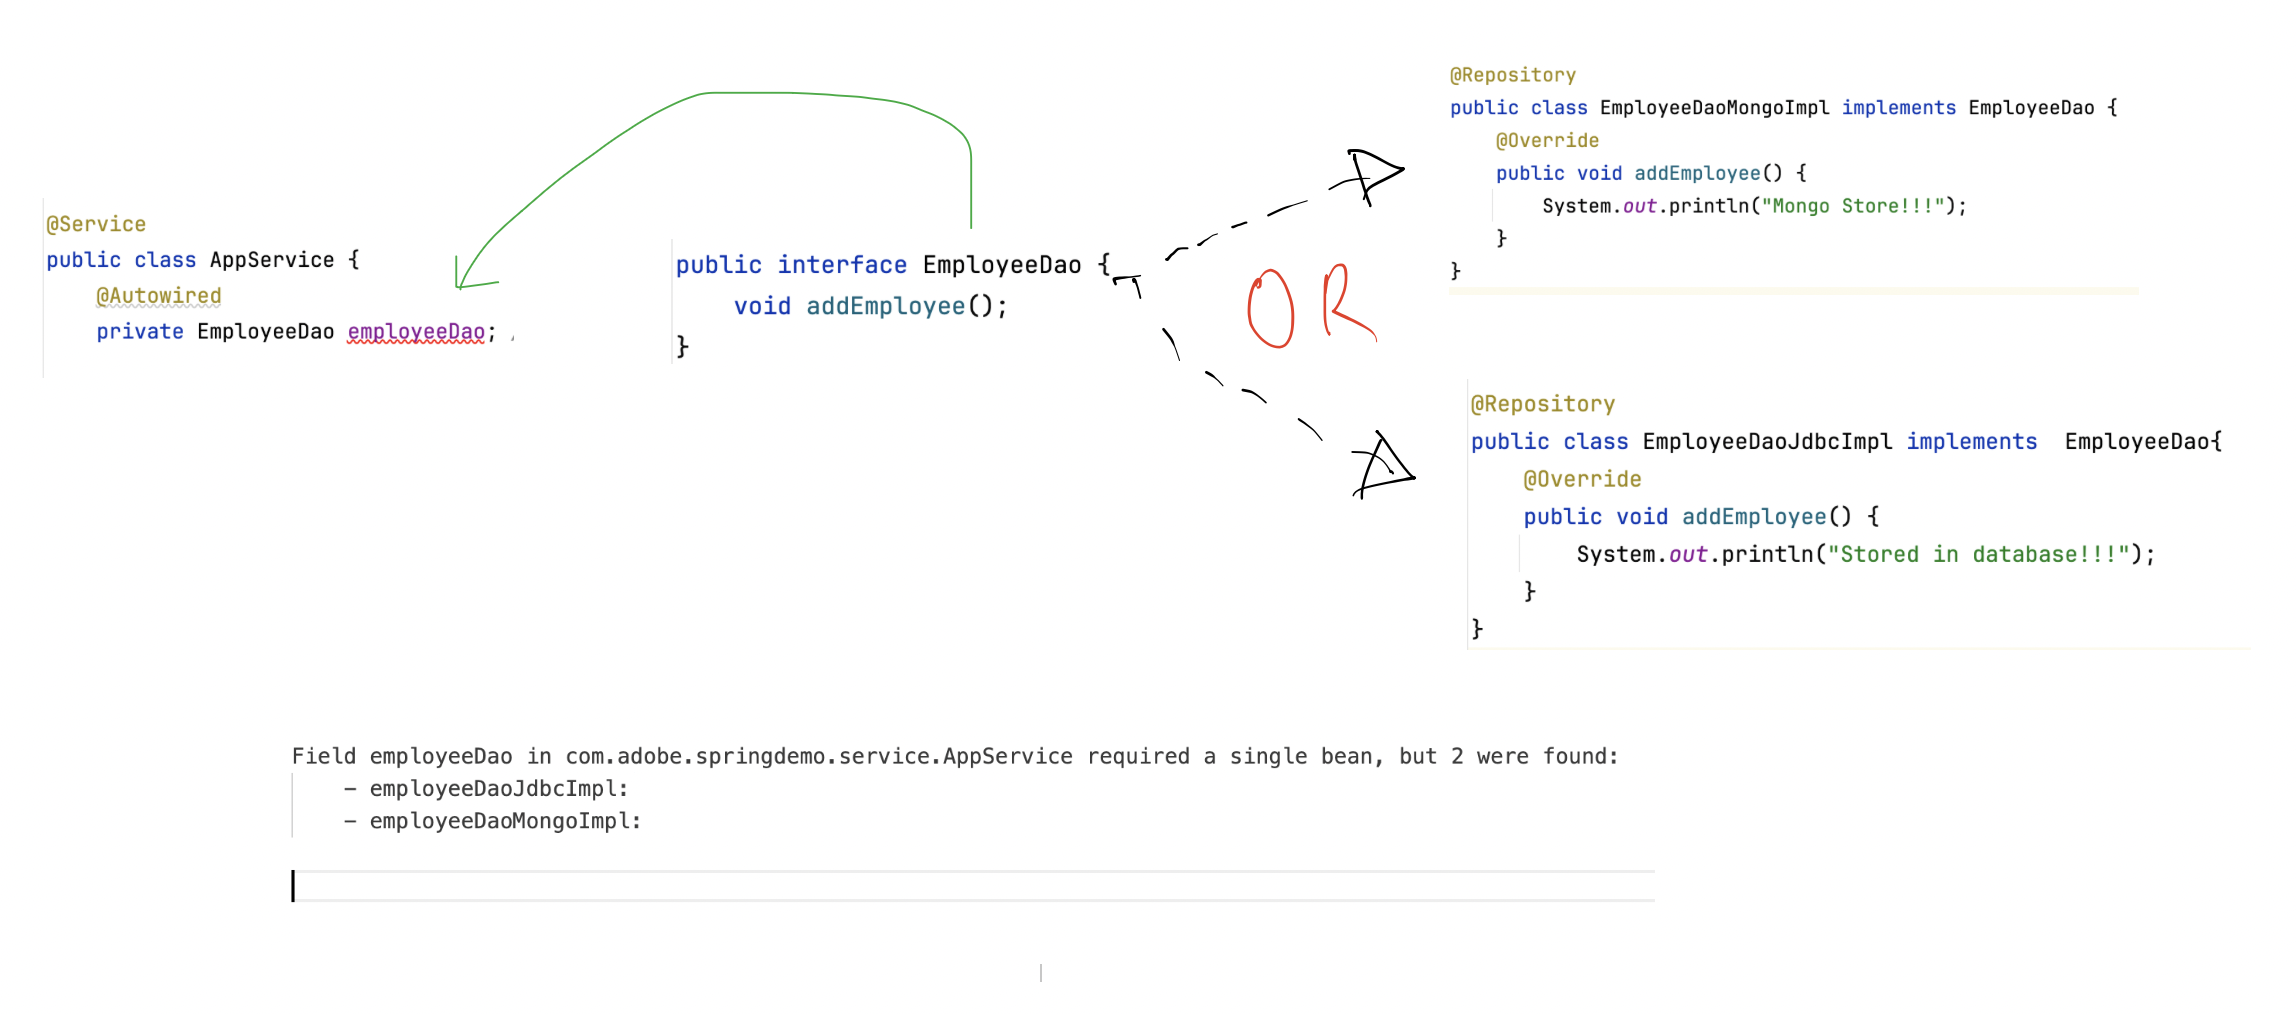 @Service
public class AppService {
@Autowired
private EmployeeDao employeeDao;
public interface EmployeeDao {
void addEmployee();
}
OR
@Repository
public class EmployeeDaoMongoImpl implements EmployeeDao {
@Override
public void addEmployee() {
System.out.println("Mongo Store!!!");
}
}
@Repository
public class EmployeeDaoJdbcImpl implements  EmployeeDao{
@Override
public void addEmployee() {
System.out.println("Stored in database!!!");
}
}
Field employeeDao in com.adobe.springdemo.service.AppService required a single bean, but 2 were found:
- employeeDaoJdbcImpl:
- employeeDaoMongoImpl: